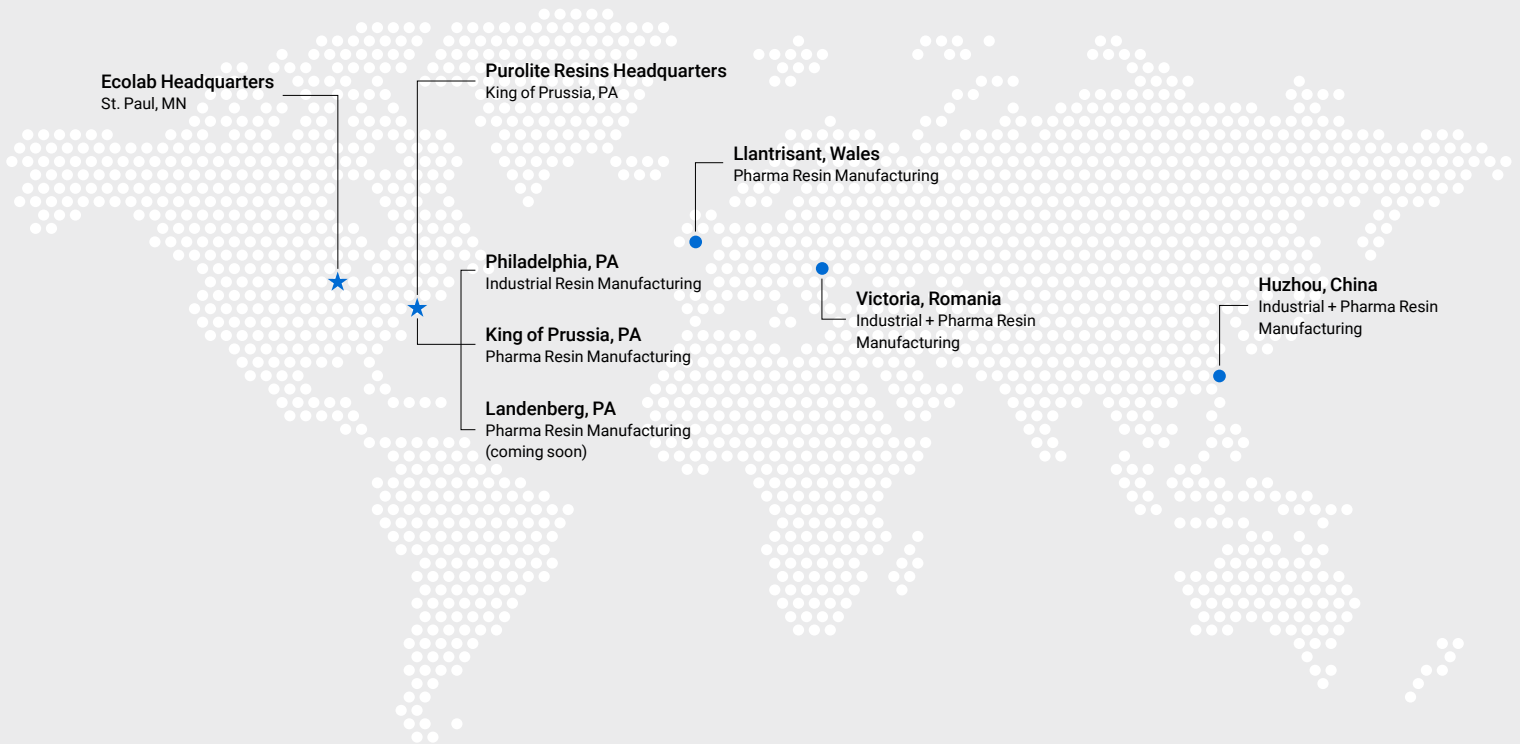 Ecolab Headquarters
St. Paul, MN
Purolite Resins Headquarters
King of Prussia, PA
Llantrisant, Wales
Pharma Resin Manufacturing
Philadelphia, PA
Industrial Resin Manufacturing
King of Prussia, PA
Pharma Resin Manufacturing
Landenberg, PA
Pharma Resin Manufacturing
(coming soon)
Victoria, Romania
Industrial + Pharma Resin
Manufacturing
Huzhou, China
Industrial + Pharma Resin
Manufacturing